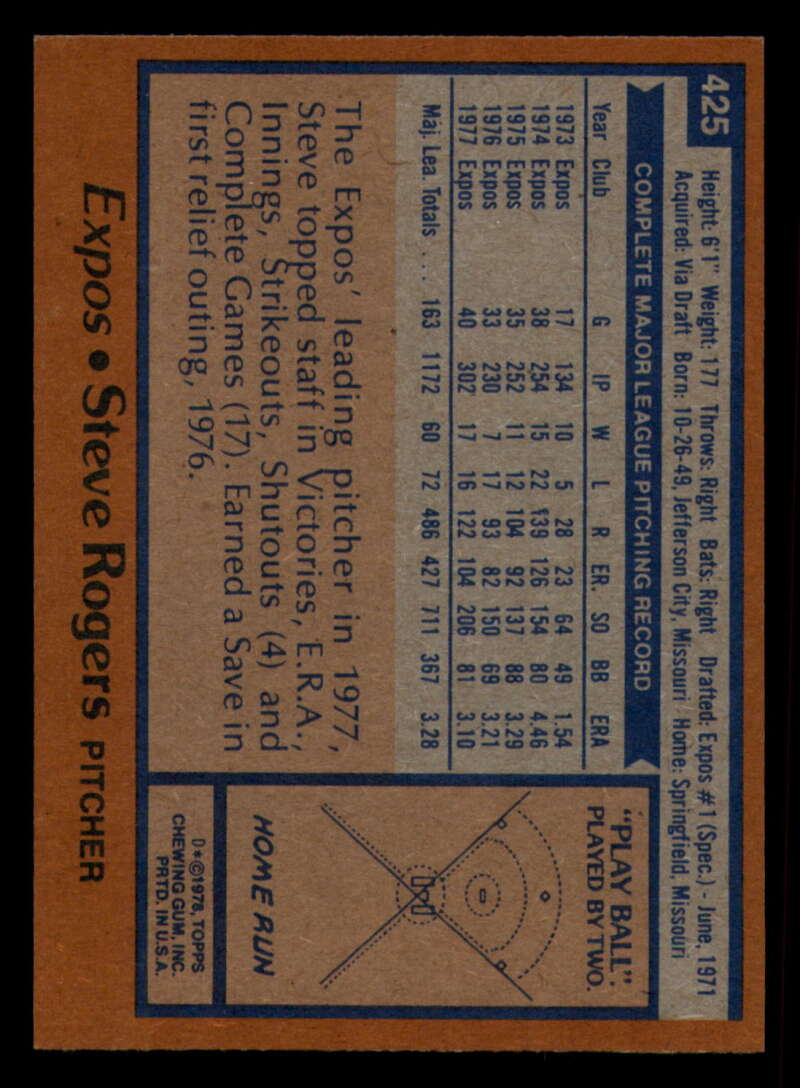 425
Height: 6'1" Weight: 177 Throws: Right Bats: Right Drafted: Expos #1 (Spec.) - June, 1971
Acquired: Via Draft Born: 10-26-49, Jefferson City, Missouri Home: Springfield, Missouri
COMPLETE MAJOR LEAGUE PITCHING RECORD
Year Club G IP W L R ER. SO BB ERA
1973 Expos 17 134 10 5 28 23 64 49 1.54
1974 Expos 38 254 15 22 139 126 154 80 4.46
1975 Expos 35 252 11 12 104 92 137 88 3.29
1976 Expos 33 230 7 17 93 82 150 69 3.21
1977 Expos 40 302 17 16 122 104 206 81 3.10
Maj. Lea. Totals .... 163 1172 60 72 486 427 711 367 3.28
The Expos' leading pitcher in 1977,
Steve topped staff in Victories, E.R.A.,
Innings, Strikeouts, Shutouts (4) and
Complete Games (17). Earned a Save in
first relief outing, 1976.
"PLAY BALL".
PLAYED BY TWO.
HOME RUN
D*©1978, TOPPS
CHEWING GUM, INC.
PRTD. IN U.S.A.
Expos • Steve Rogers PITCHER